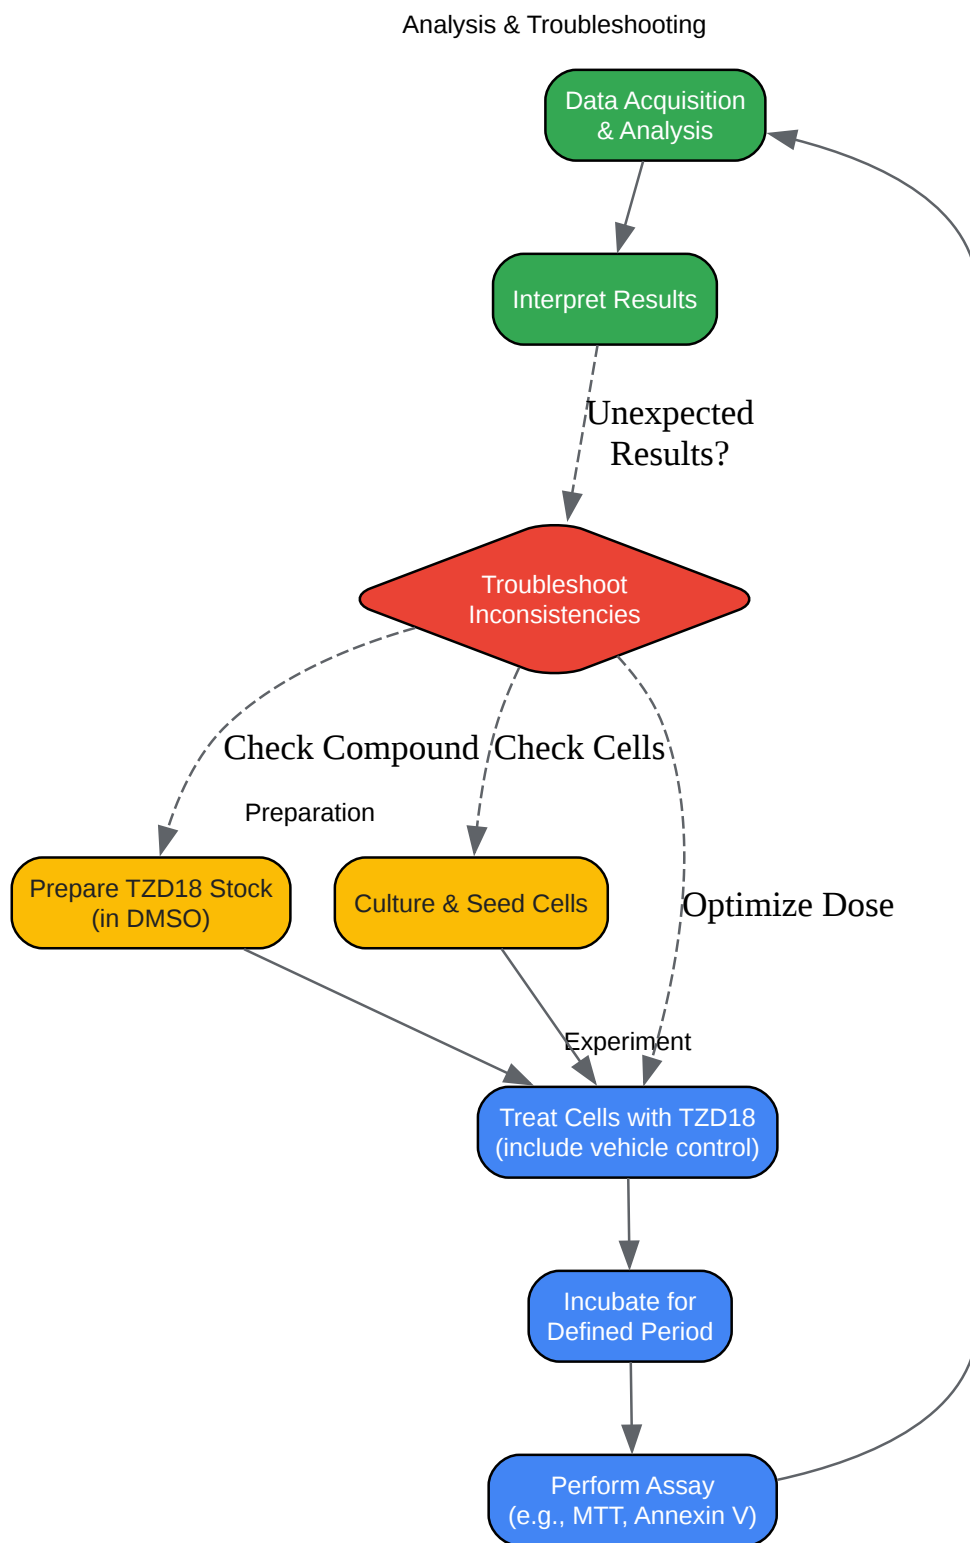 Analysis & Troubleshooting
Data Acquisition
& Analysis
Interpret Results
Unexpected
Results?
Troubleshoot
Inconsistencies
Check Compound
Check Cells
Preparation
Prepare TZD18 Stock
(in DMSO)
Culture & Seed Cells
Optimize Dose
Experiment
Treat Cells with TZD18
(include vehicle control)
Incubate for
Defined Period
Perform Assay
(e.g., MTT, Annexin V)